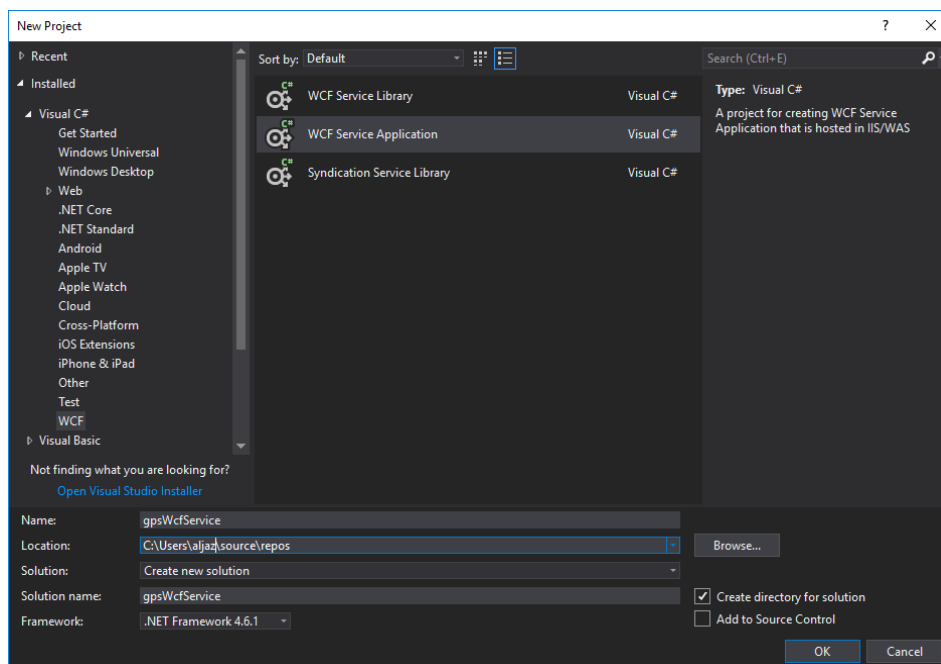 New Project
?
Recent
Installed
Visual C#
Get Started
Windows Universal
Windows Desktop
Web
.NET Core
.NET Standard
Android
Apple TV
Apple Watch
Cloud
Cross-Platform
iOS Extensions
iPhone & iPad
Other
Test
WCF
Visual Basic
Not finding what you are looking for?
Open Visual Studio Installer
Sort by: Default
C# WCF Service Library Visual C#
C# WCF Service Application Visual C#
C# Syndication Service Library Visual C#
Search (Ctrl+E)
Type: Visual C#
A project for creating WCF Service
Application that is hosted in IIS/WAS
Name: gpsWcfService
Location: C:\Users\aljaz\source\repos Browse...
Solution: Create new solution
Solution name: gpsWcfService
Create directory for solution
Framework: .NET Framework 4.6.1
Add to Source Control
OK Cancel